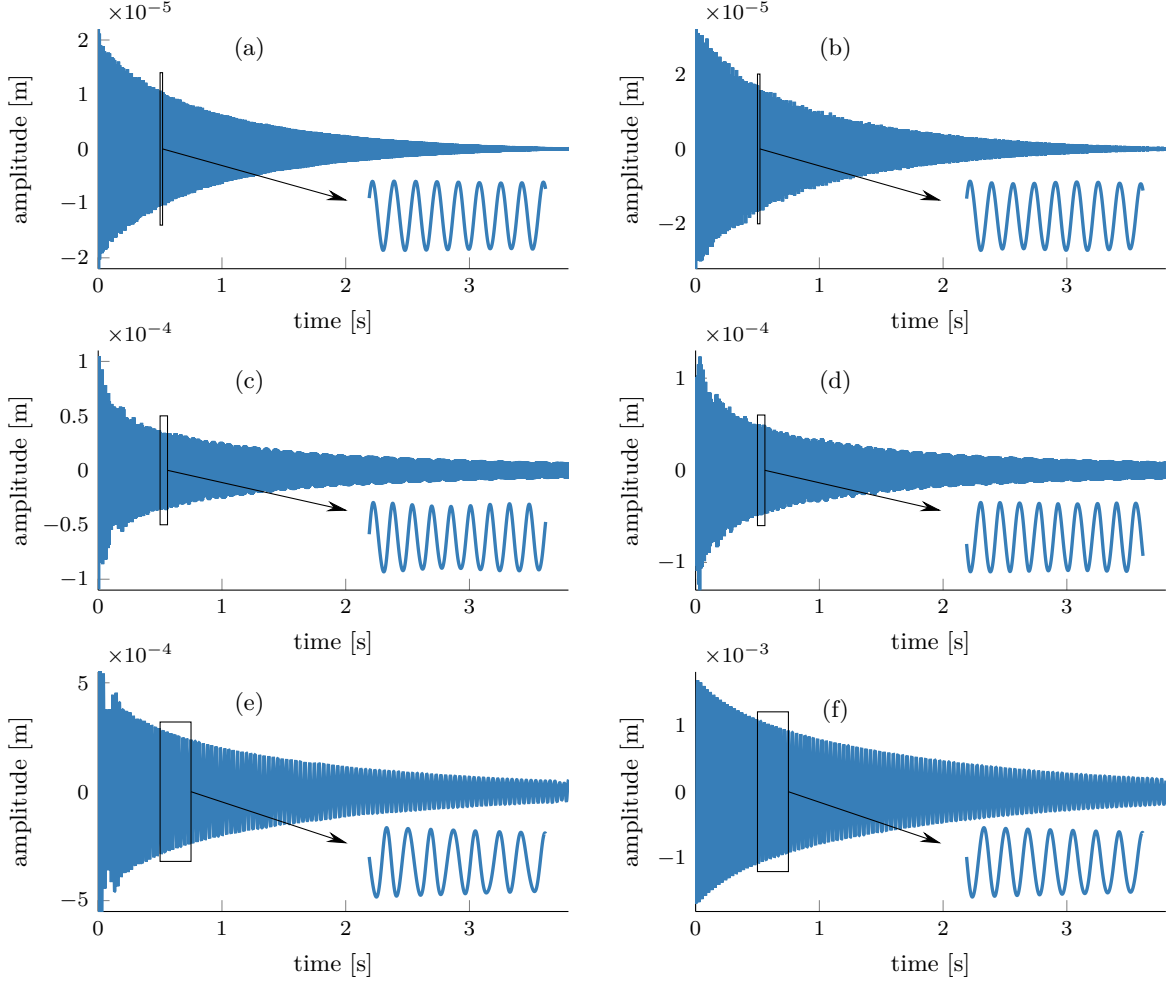 ×10⁻⁵
(a)
amplitude [m]
2
1
0
−1
−2
0 1 2 3
time [s]
×10⁻⁵
(b)
amplitude [m]
2
0
−2
0 1 2 3
time [s]
×10⁻⁴
(c)
amplitude [m]
1
0.5
0
−0.5
−1
0 1 2 3
time [s]
×10⁻⁴
(d)
amplitude [m]
1
0
−1
0 1 2 3
time [s]
×10⁻⁴
(e)
amplitude [m]
5
0
−5
0 1 2 3
time [s]
×10⁻³
(f)
amplitude [m]
1
0
−1
0 1 2 3
time [s]